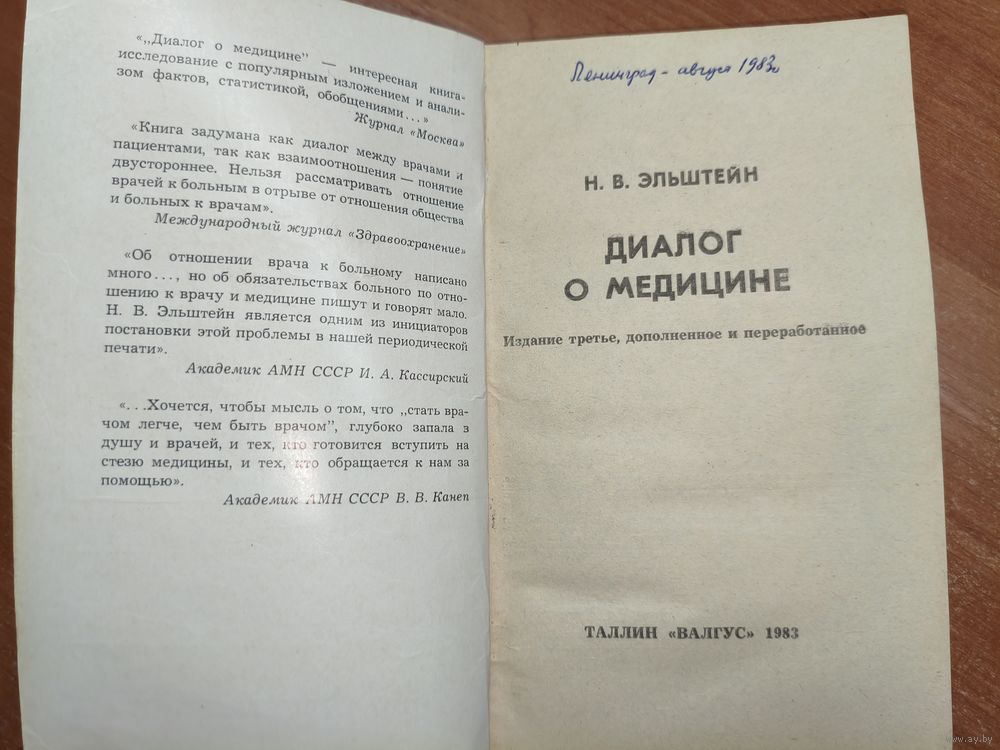 «„Диалог о медицине" — интересная книга-
исследование с популярным изложением и анали-
зом фактов, статистикой, обобщениями...»
Журнал «Москва»
«Книга задумана как диалог между врачами и
пациентами, так как взаимоотношения — понятие
двустороннее. Нельзя рассматривать отношение
врачей к больным в отрыве от отношения общества
и больных к врачам».
Международный журнал «Здравоохранение»
«Об отношении врача к больному написано
много..., но об обязательствах больного по отно-
шению к врачу и медицине пишут и говорят мало.
Н. В. Эльштейн является одним из инициаторов
постановки этой проблемы в нашей периодической
печати».
Академик АМН СССР И. А. Кассирский
«...Хочется, чтобы мысль о том, что „стать вра-
чом легче, чем быть врачом", глубоко запала в
душу и врачей, и тех, кто готовится вступить на
стезю медицины, и тех, кто обращается к нам за
помощью».
Академик АМН СССР В. В. Канеп
Ленинград - август 1983г.
Н. В. ЭЛЬШТЕЙН
ДИАЛОГ
О МЕДИЦИНЕ
Издание третье, дополненное и переработанное
ТАЛЛИН «ВАЛГУС» 1983
www.ay.by